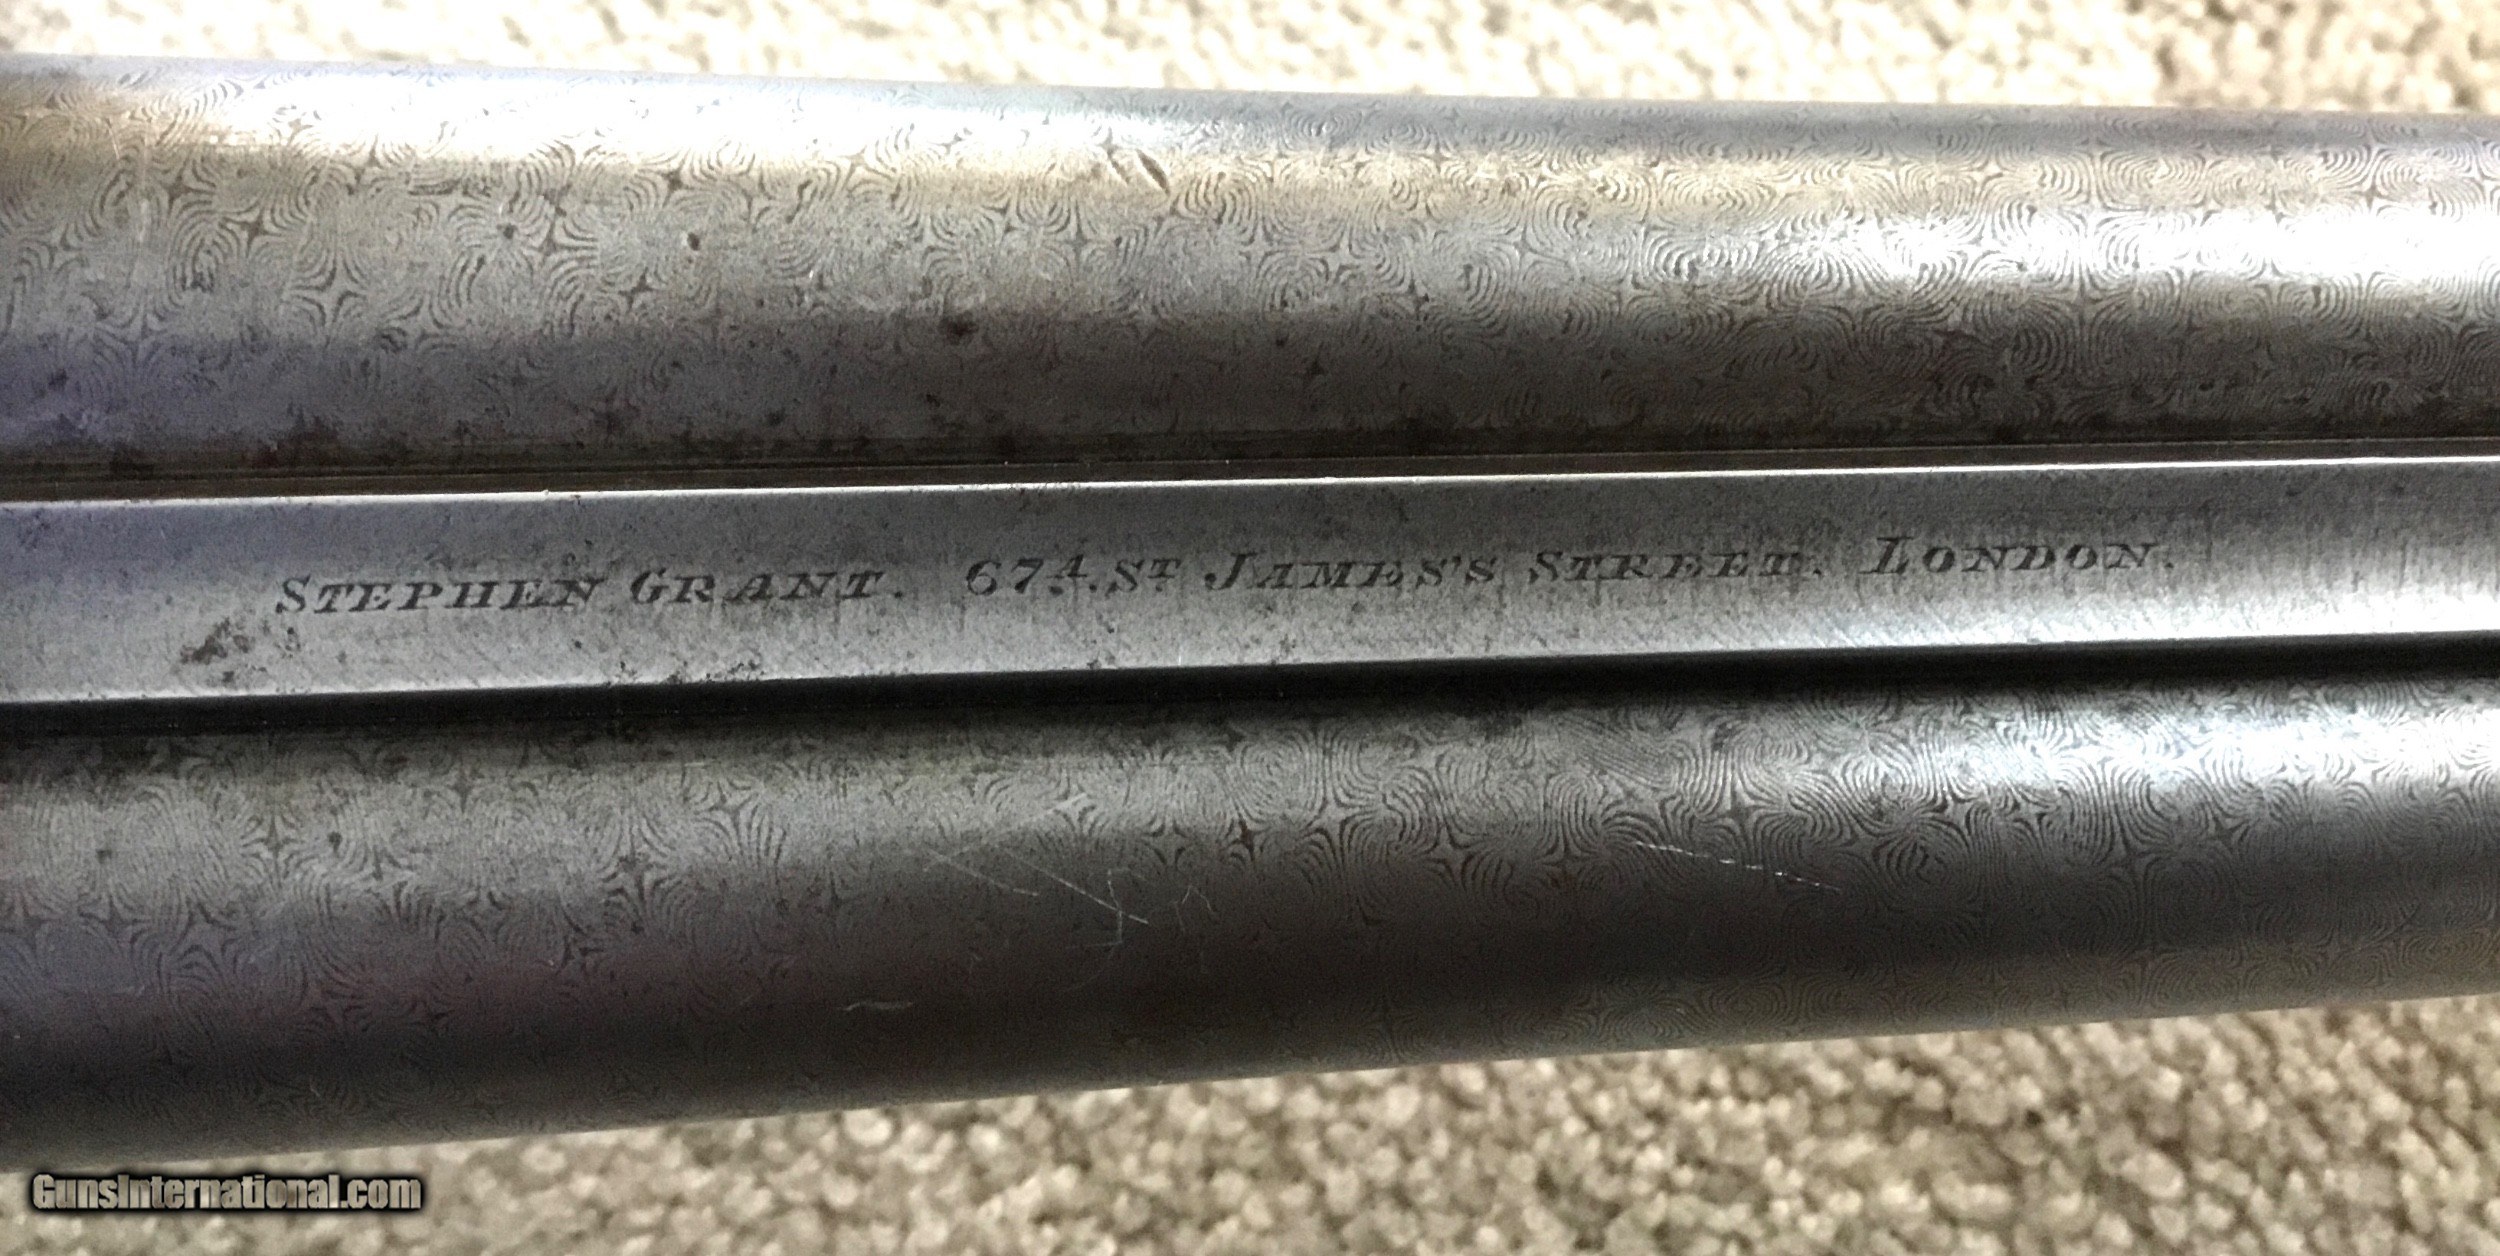 STEPHEN GRANT. 67A. ST JAMES'S STREET. LONDON.
GunsInternational.com